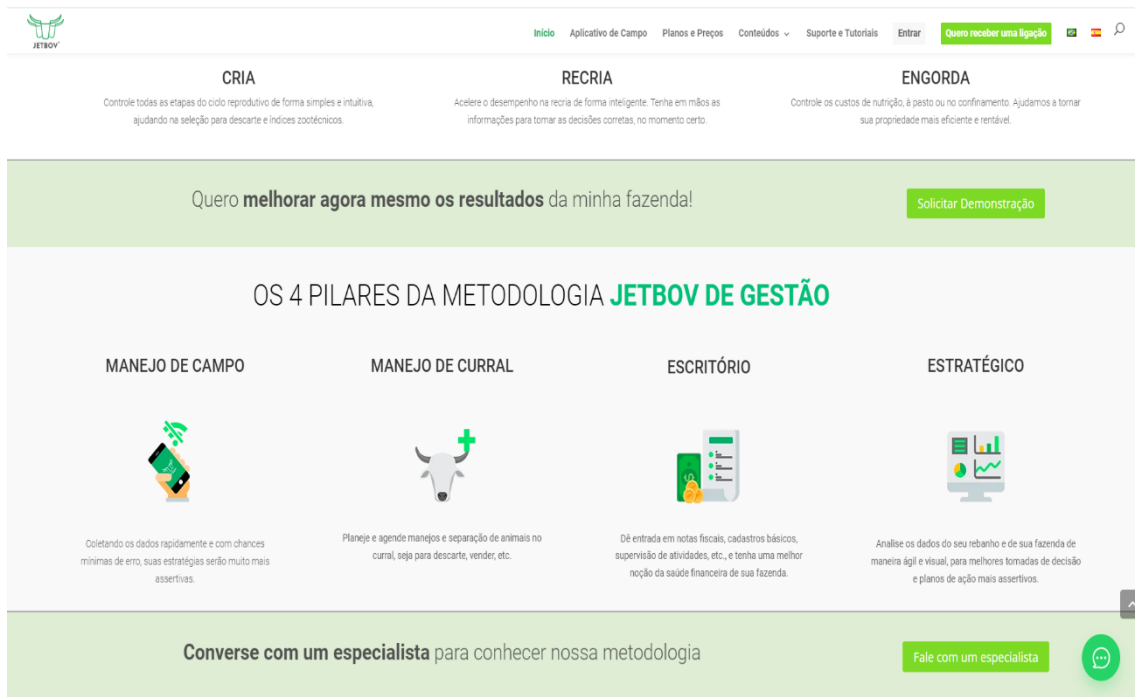 JETBOV®
Início Aplicativo de Campo Planos e Preços Conteúdos Suporte e Tutoriais Entrar Quero receber uma ligação
CRIA
Controle todas as etapas do ciclo reprodutivo de forma simples e intuitiva,
ajudando na seleção para descarte e índices zootécnicos.
RECRIA
Acelere o desempenho na recria de forma inteligente. Tenha em mãos as
informações para tomar as decisões corretas, no momento certo.
ENGORDA
Controle os custos de nutrição, à pasto ou no confinamento. Ajudamos a tornar
sua propriedade mais eficiente e rentável.
Quero melhorar agora mesmo os resultados da minha fazenda!
Solicitar Demonstração
OS 4 PILARES DA METODOLOGIA JETBOV DE GESTÃO
MANEJO DE CAMPO
Coletando os dados rapidamente e com chances
mínimas de erro, suas estratégias serão muito mais
assertivas.
MANEJO DE CURRAL
Planeje e agende manejos e separação de animais no
curral, seja para descarte, vender, etc.
ESCRITÓRIO
Dê entrada em notas fiscais, cadastros básicos,
supervisão de atividades, etc., e tenha uma melhor
noção da saúde financeira de sua fazenda.
ESTRATÉGICO
Analise os dados do seu rebanho e de sua fazenda de
maneira ágil e visual, para melhores tomadas de decisão
e planos de ação mais assertivos.
Converse com um especialista para conhecer nossa metodologia
Fale com um especialista